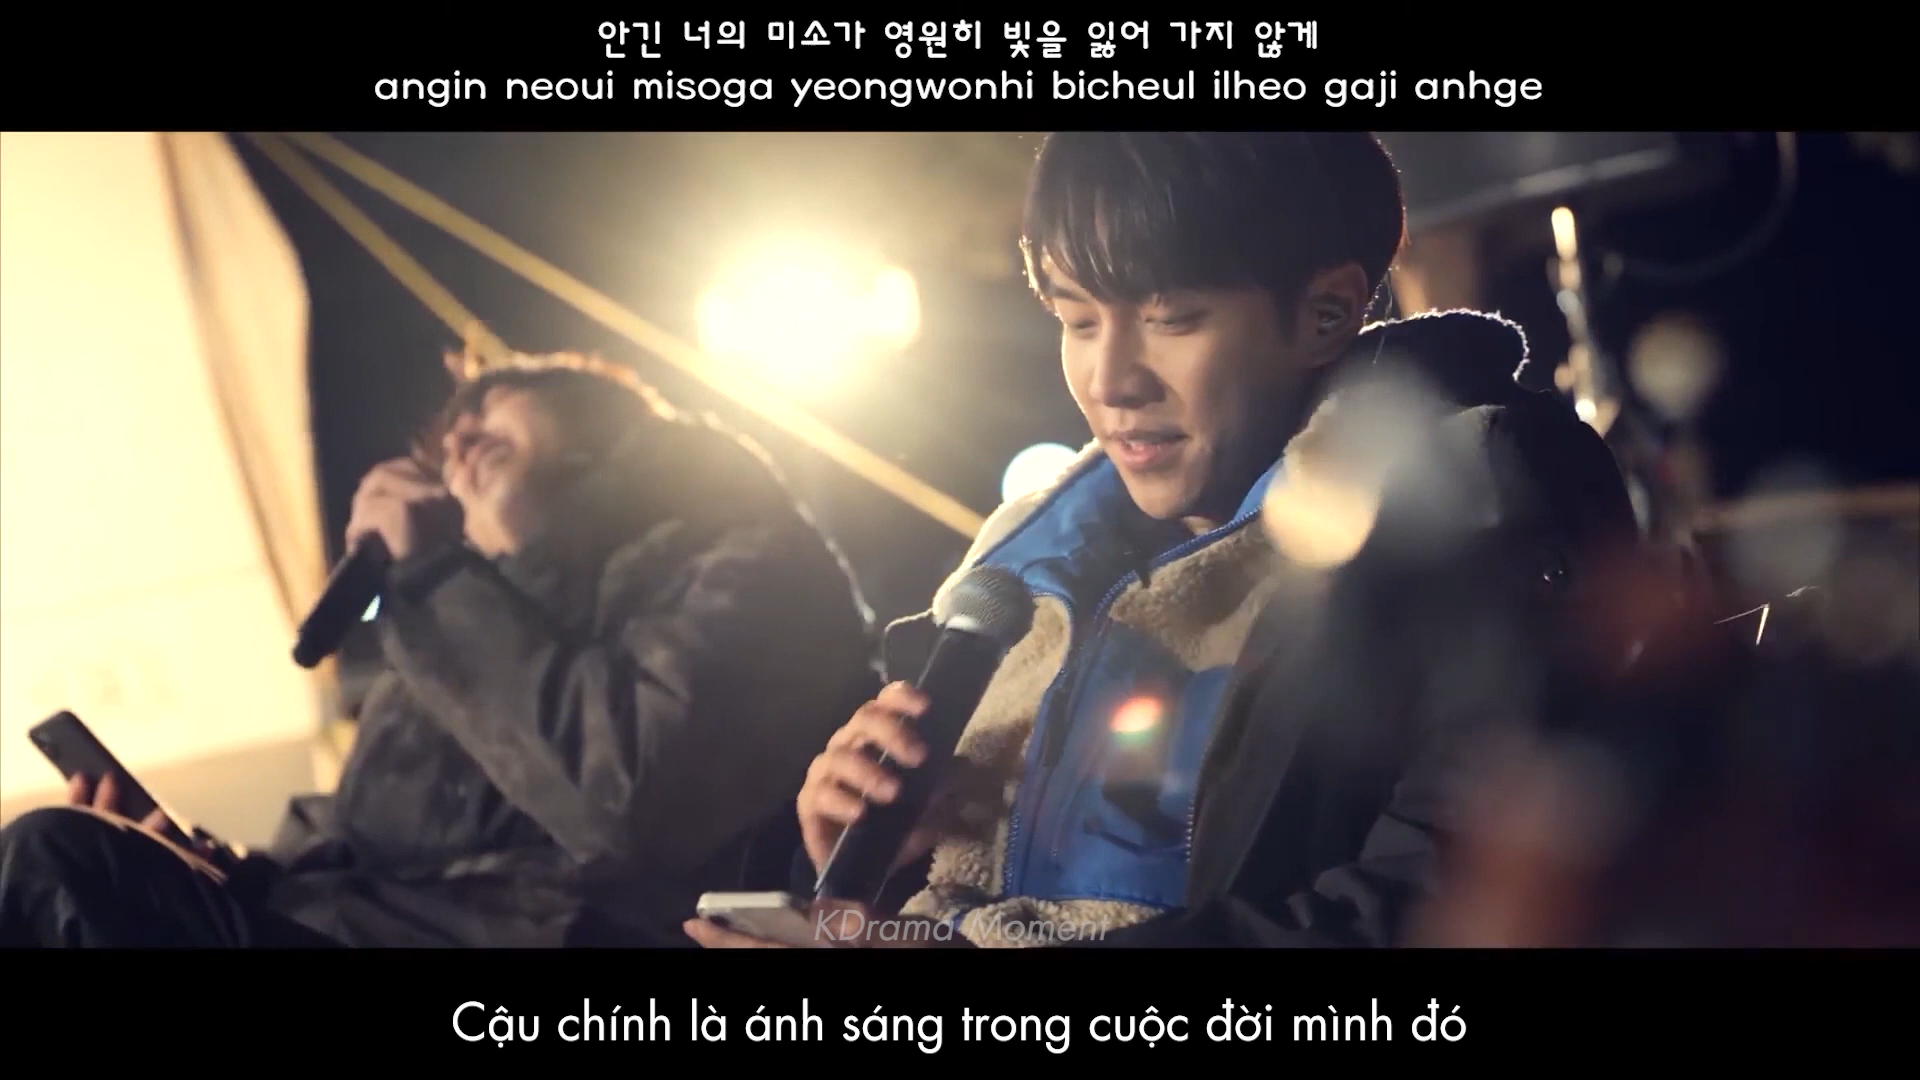 안긴 너의 미소가 영원히 빛을 잃어 가지 않게
angin neoui misoga yeongwonhi bicheul ilheo gaji anhge
KDrama Moment
Cậu chính là ánh sáng trong cuộc đời mình đó